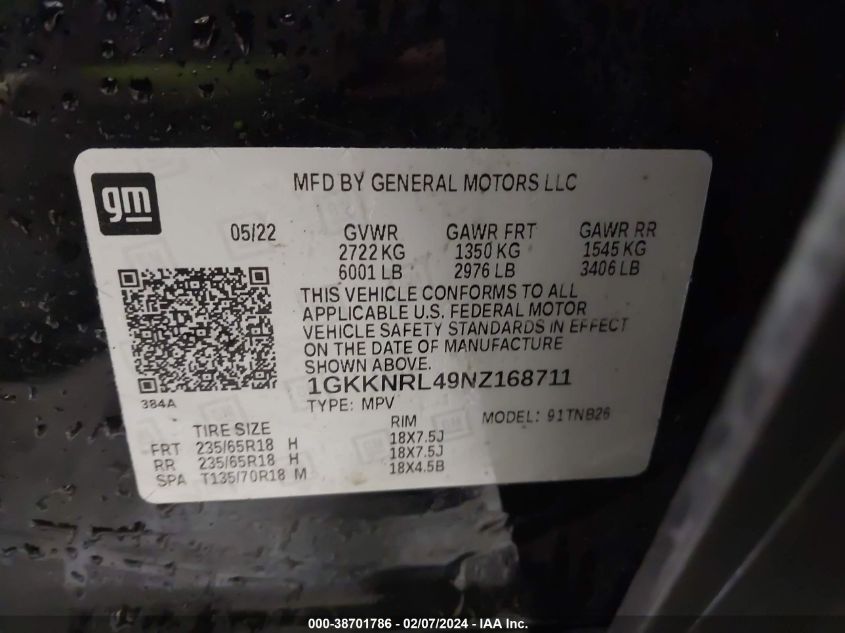 gm
MFD BY GENERAL MOTORS LLC
05/22 GVWR GAWR FRT GAWR RR
2722 KG 1350 KG 1545 KG
6001 LB 2976 LB 3406 LB
THIS VEHICLE CONFORMS TO ALL
APPLICABLE U.S. FEDERAL MOTOR
VEHICLE SAFETY STANDARDS IN EFFECT
ON THE DATE OF MANUFACTURE
SHOWN ABOVE.
1GKKNRL49NZ168711
384A TYPE: MPV MODEL: 91TNB26
TIRE SIZE RIM
FRT 235/65R18 H 18X7.5J
RR 235/65R18 H 18X7.5J
SPA T135/70R18 M 18X4.5B
000-38701786 - 02/07/2024 - IAAI.COM